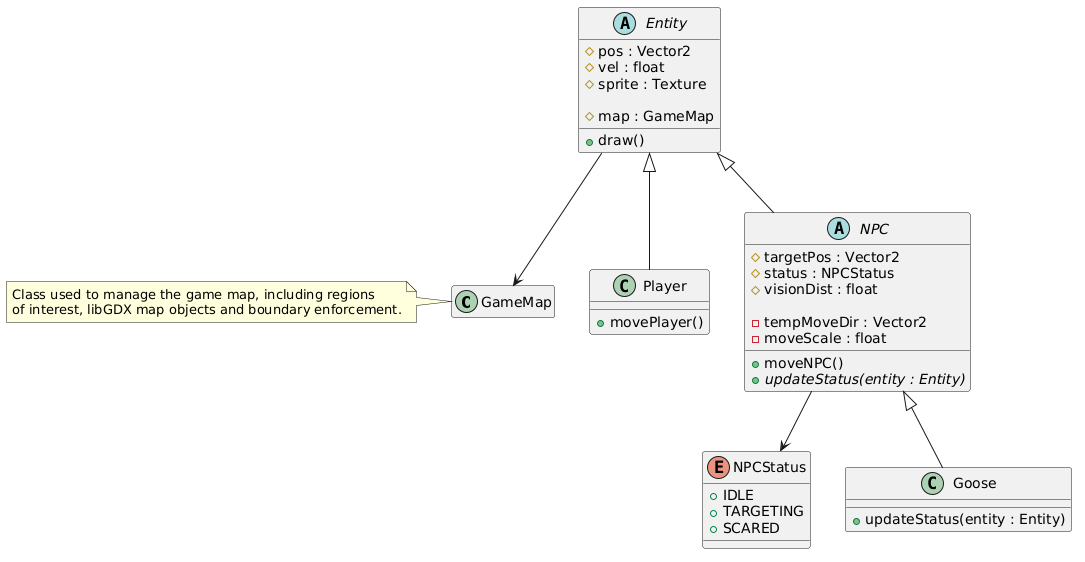 A Entity
pos : Vector2
vel : float
sprite : Texture
map : GameMap
draw()
Class used to manage the game map, including regions
of interest, libGDX map objects and boundary enforcement.
C GameMap
C Player
movePlayer()
A NPC
targetPos : Vector2
status : NPCStatus
visionDist : float
tempMoveDir : Vector2
moveScale : float
moveNPC()
updateStatus(entity : Entity)
E NPCStatus
IDLE
TARGETING
SCARED
C Goose
updateStatus(entity : Entity)